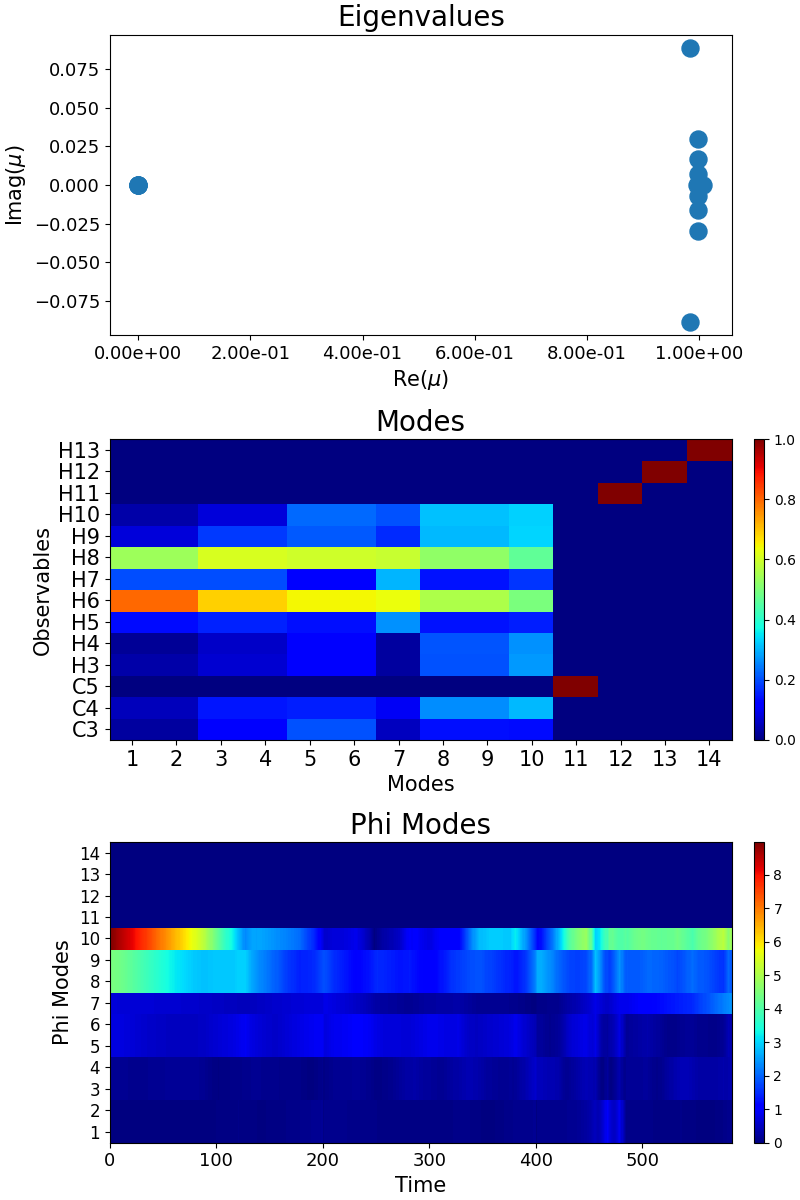 Eigenvalues
0.075
0.050
0.025
0.000
−0.025
−0.050
−0.075
Imag(μ)
0.00e+00 2.00e-01 4.00e-01 6.00e-01 8.00e-01 1.00e+00
Re(μ)
Modes
H13
H12
H11
H10
H9
H8
H7
H6
H5
H4
H3
C5
C4
C3
Observables
1 2 3 4 5 6 7 8 9 10 11 12 13 14
Modes
1.0
0.8
0.6
0.4
0.2
0.0
Phi Modes
14
13
12
11
10
9
8
7
6
5
4
3
2
1
Phi Modes
0 100 200 300 400 500
Time
8
7
6
5
4
3
2
1
0